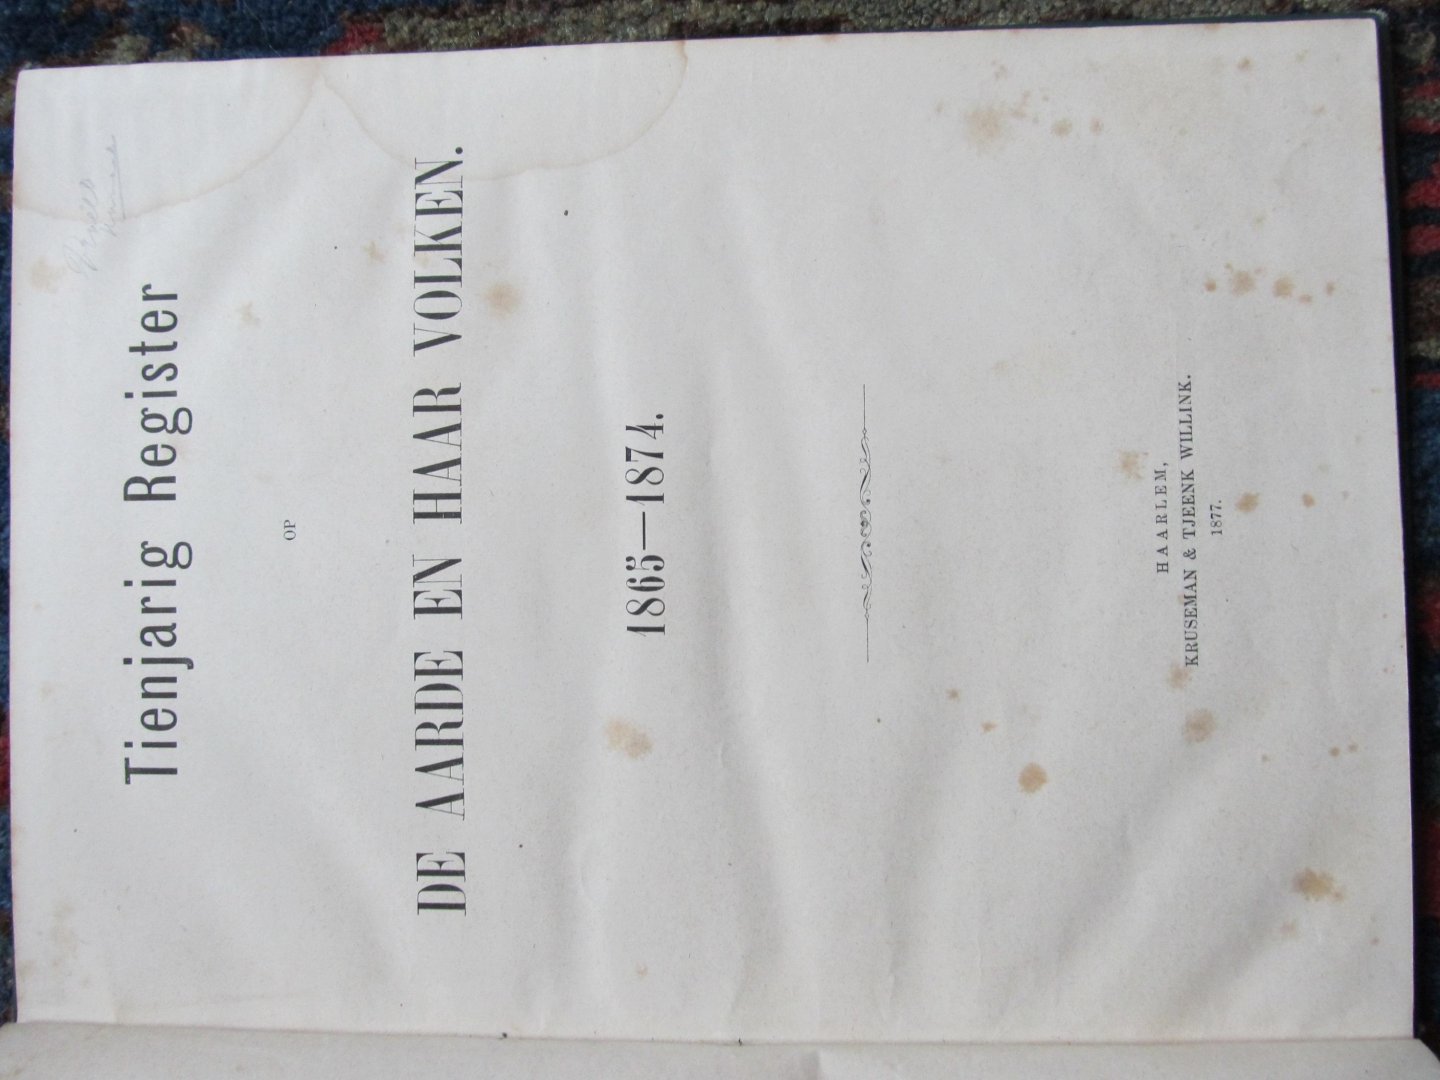 Tienjarig Register
OP
DE AARDE EN HAAR VOLKEN.
1865—1874.
HAARLEM,
KRUSEMAN & TJEENK WILLINK.
1877.